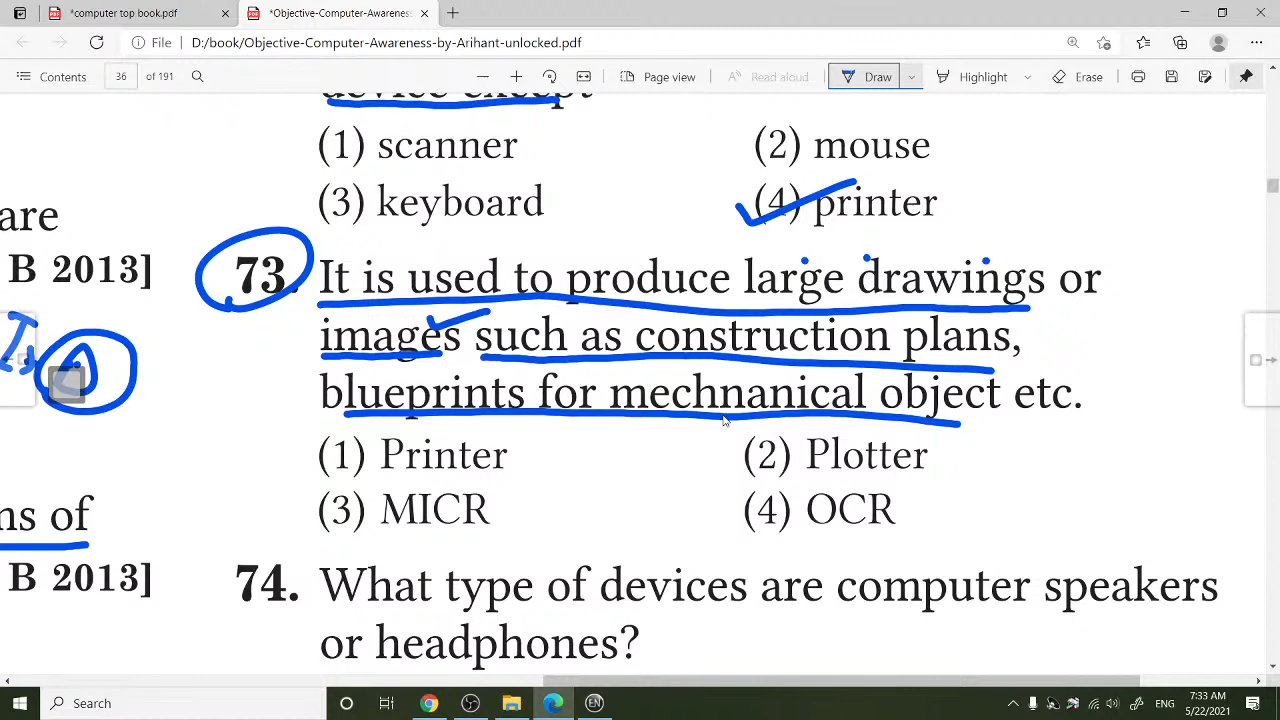 *computer top book.pdf
*Objective-Computer-Awareness-
File D:/book/Objective-Computer-Awareness-by-Arihant-unlocked.pdf
Contents 36 of 191 Page view Read aloud Draw Highlight Erase
device except
(1) scanner (2) mouse
(3) keyboard (4) printer
are
B 2013]
73. It is used to produce large drawings or
images such as construction plans,
blueprints for mechnanical object etc.
(1) Printer (2) Plotter
(3) MICR (4) OCR
ns of
B 2013]
74. What type of devices are computer speakers
or headphones?
Search
EN
ENG
7:33 AM
5/22/2021